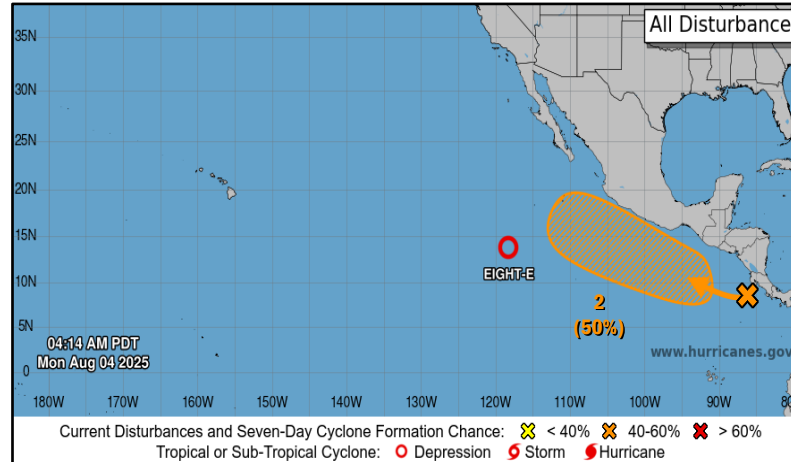 All Disturbance
35N
30N
25N
20N
15N
10N
5N
0
EIGHT-E
2
(50%)
04:14 AM PDT
Mon Aug 04 2025
www.hurricanes.gov
180W 170W 160W 150W 140W 130W 120W 110W 100W 90W 80
Current Disturbances and Seven-Day Cyclone Formation Chance: < 40% 40-60% > 60%
Tropical or Sub-Tropical Cyclone: Depression Storm Hurricane